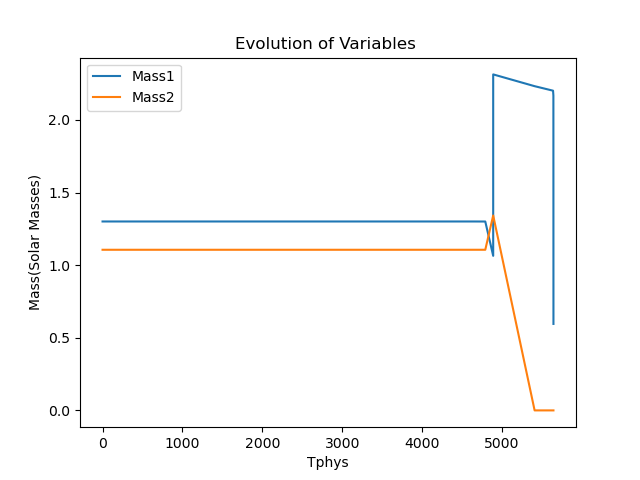 Evolution of Variables
Mass1
Mass2
Mass(Solar Masses)
2.0
1.5
1.0
0.5
0.0
0 1000 2000 3000 4000 5000
Tphys